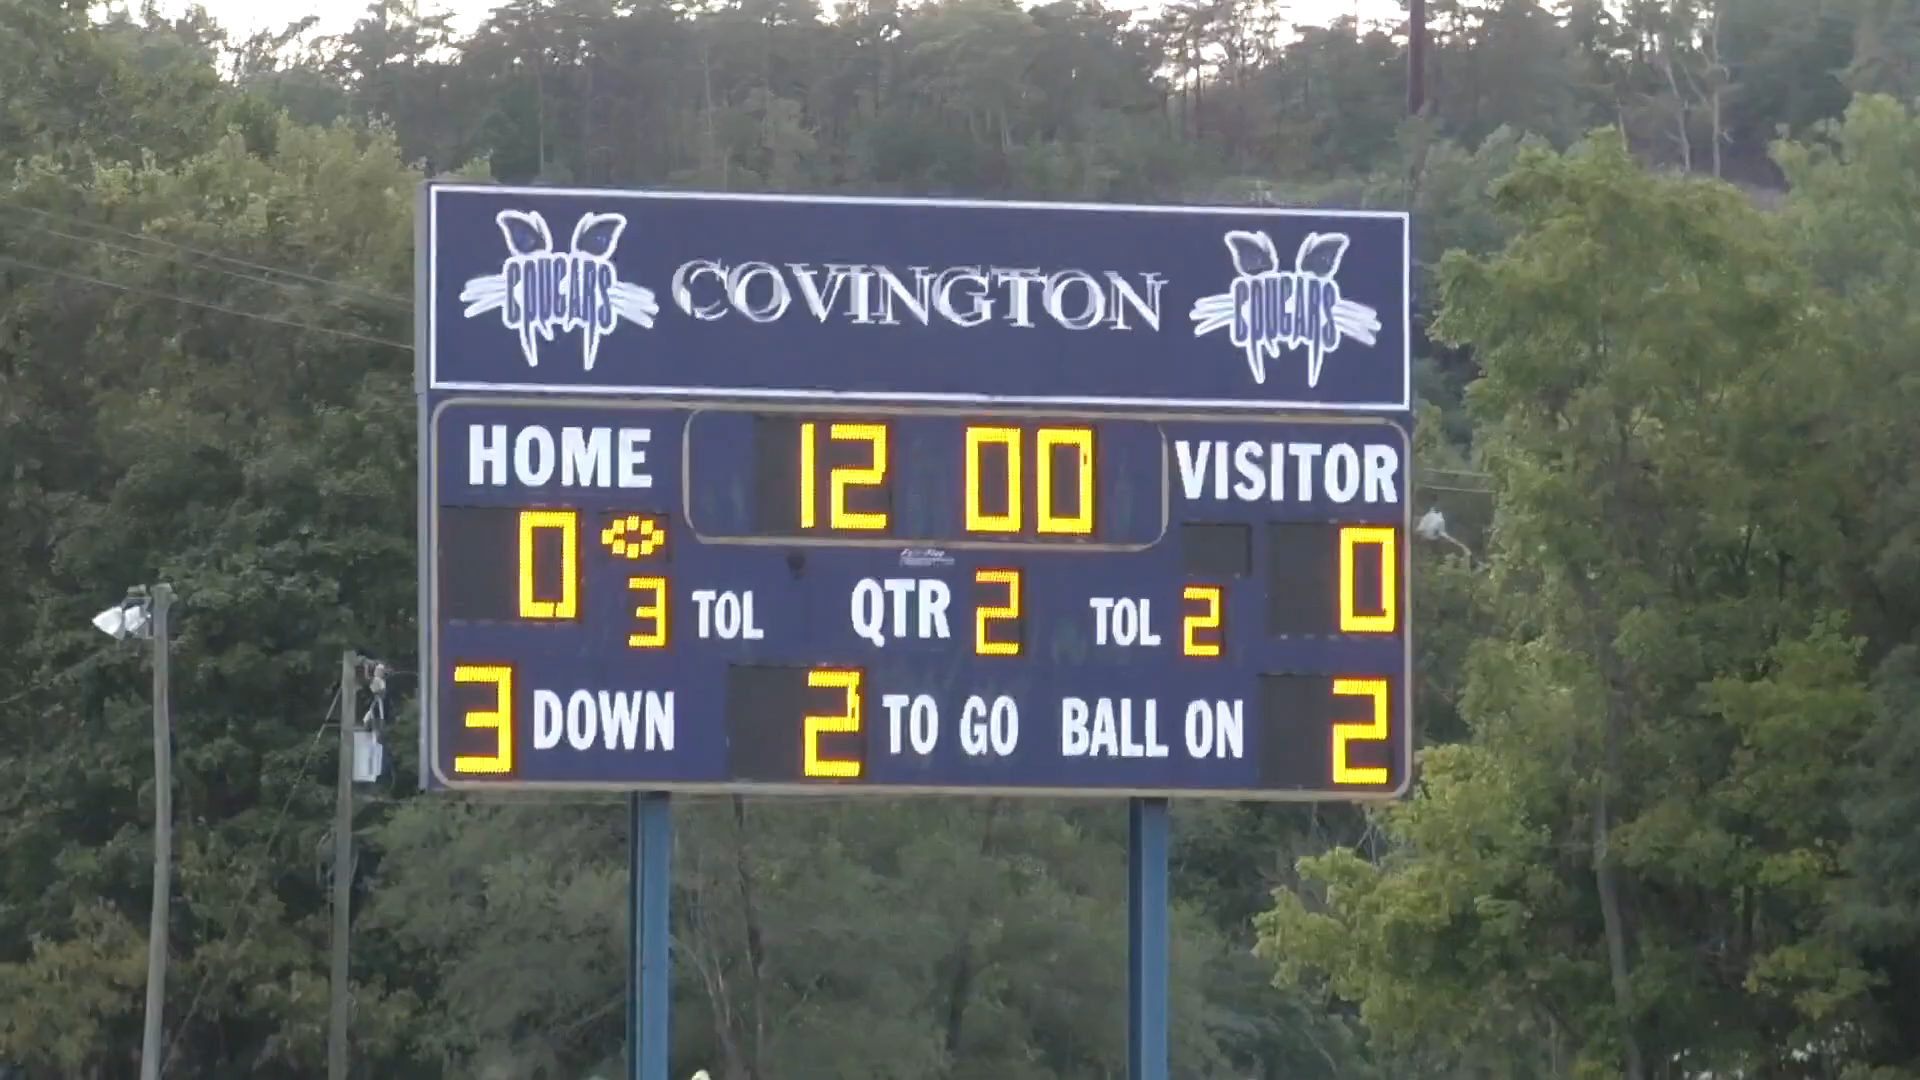 COUGARS COVINGTON COUGARS
HOME 12 00 VISITOR
0 0
3 TOL QTR 2 TOL 2
3 DOWN 2 TO GO BALL ON 2